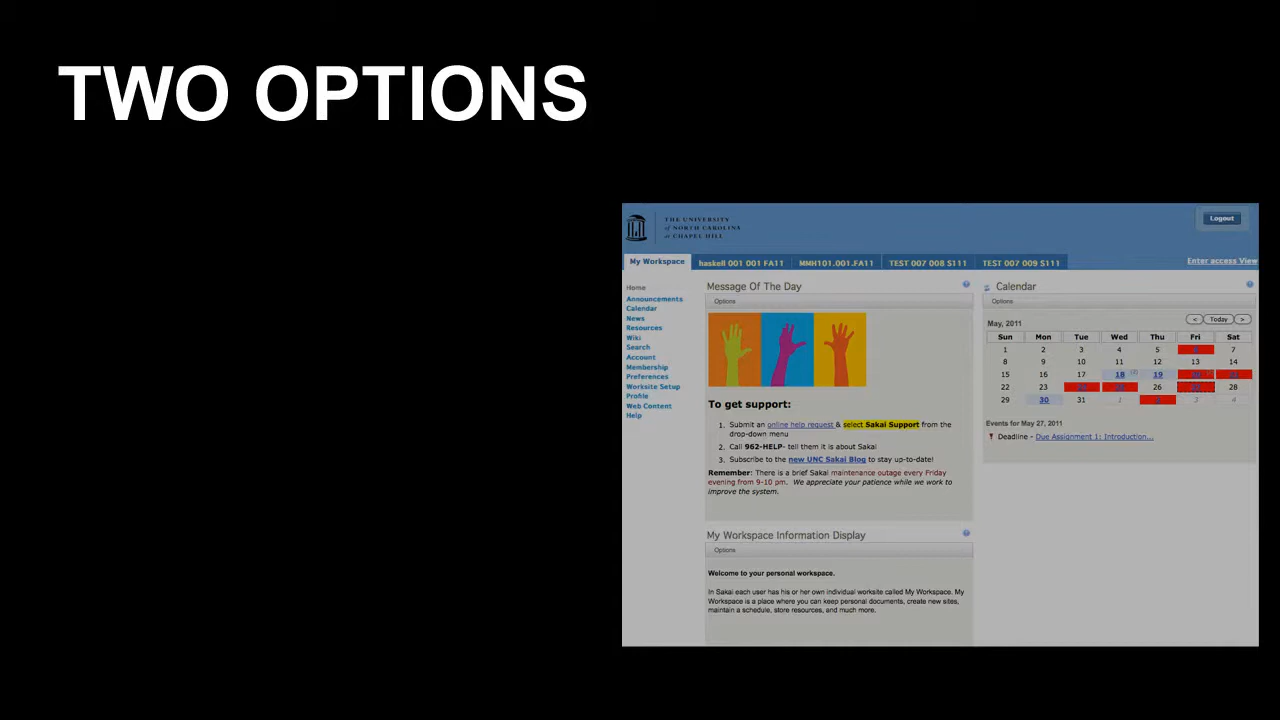 TWO OPTIONS
THE UNIVERSITY
of NORTH CAROLINA
at CHAPEL HILL
Logout
My Workspace
haskell 001 001 FA11
MMH101.001.FA11
TEST 007 008 S111
TEST 007 009 S111
Enter access View
Home
Announcements
Calendar
News
Resources
Wiki
Search
Account
Membership
Preferences
Worksite Setup
Profile
Web Content
Help
Message Of The Day
Options
To get support:
1. Submit an online help request & select Sakai Support from the
drop-down menu
2. Call 962-HELP- tell them it is about Sakai
3. Subscribe to the new UNC Sakai Blog to stay up-to-date!
Remember: There is a brief Sakai maintenance outage every Friday
evening from 9-10 pm. We appreciate your patience while we work to
improve the system.
My Workspace Information Display
Options
Welcome to your personal workspace.
In Sakai each user has his or her own individual worksite called My Workspace. My
Workspace is a place where you can keep personal documents, create new sites,
maintain a schedule, store resources, and much more.
Calendar
Options
May, 2011
< Today >
Sun Mon Tue Wed Thu Fri Sat
1 2 3 4 5 7
8 9 10 11 12 13 14
15 16 17 18 19
22 23 26 28
29 30 31 1 3 4
Events for May 27, 2011
Deadline - Due Assignment 1: Introduction...